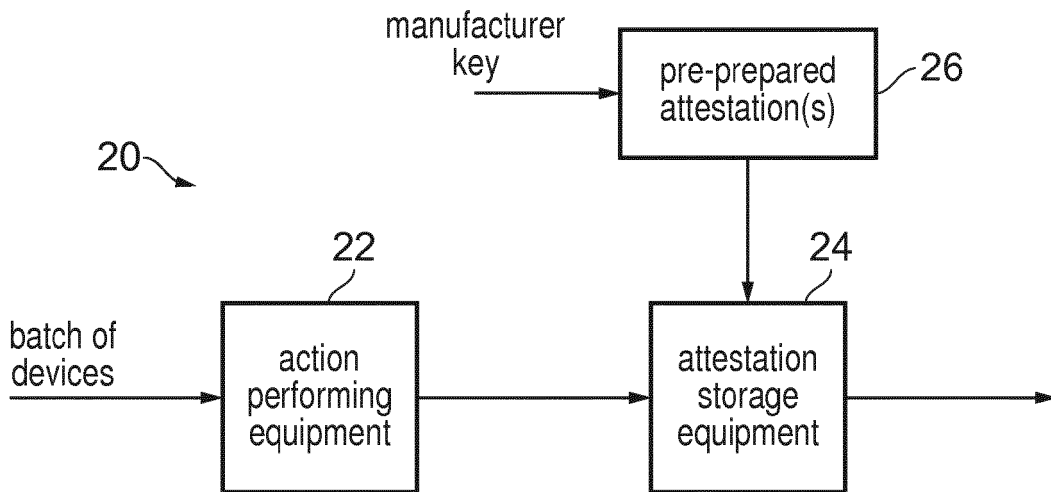 manufacturer
key
pre-prepared
attestation(s)
26
20
22
24
batch of
devices
action
performing
equipment
attestation
storage
equipment